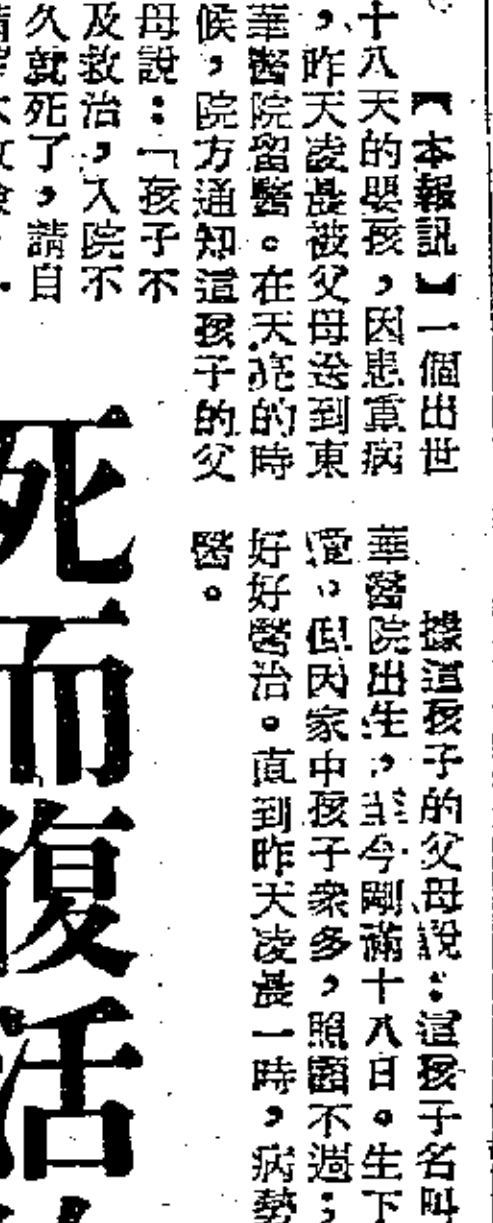 【本報訊】一個出世
十八天的嬰孩，因患重病
，昨天凌晨被父母送到東
華醫院留醫。在天亮的時
候，院方通知這孩子的父
母說：「孩子不
及救治，入院不
久就死了，請自
死而復活
據這孩子的父母說：這孩子名叫
華醫院出生，至今剛滿十八日。生下
但因家中孩子衆多，照顧不過；
好好醫治。直到昨天凌晨一時，病勢
醫。